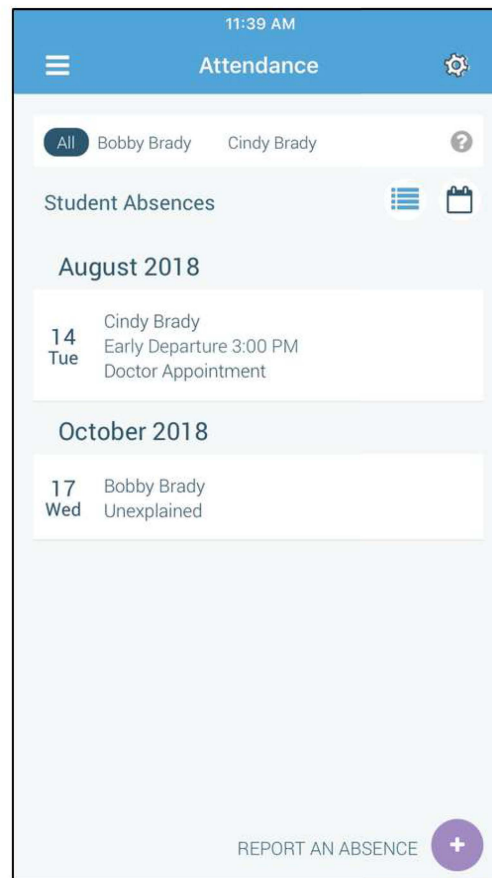 11:39 AM
Attendance
All Bobby Brady Cindy Brady ?
Student Absences
August 2018
14
Tue
Cindy Brady
Early Departure 3:00 PM
Doctor Appointment
October 2018
17
Wed
Bobby Brady
Unexplained
REPORT AN ABSENCE +